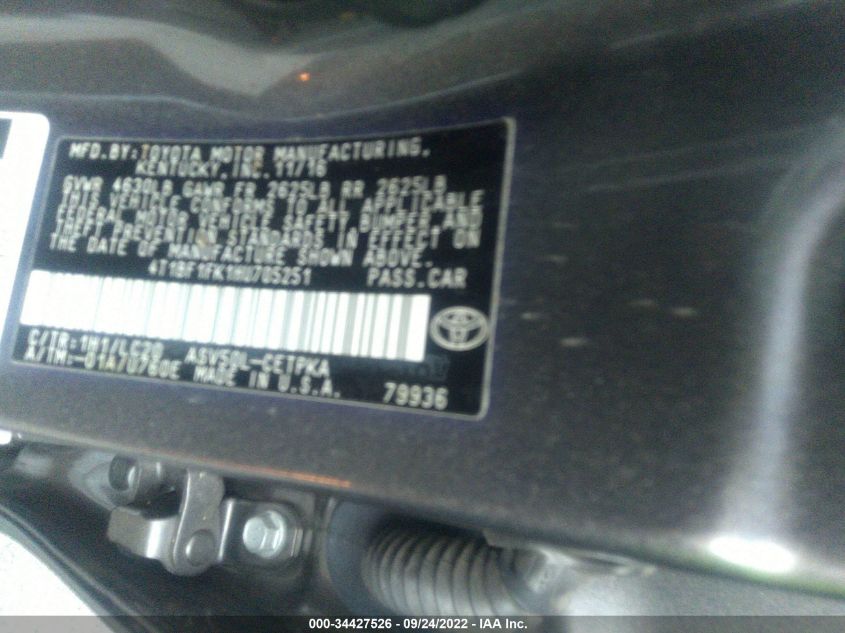 MFD.BY: TOYOTA MOTOR MANUFACTURING,
KENTUCKY, INC. 11/16
GVWR 4630LB GAWR FR 2625LB RR 2625LB
THIS VEHICLE CONFORMS TO ALL APPLICABLE
FEDERAL MOTOR VEHICLE SAFETY BUMPER AND
THEFT PREVENTION STANDARDS IN EFFECT ON
THE DATE OF MANUFACTURE SHOWN ABOVE.
4T1BF1FK1HU705251 PASS.CAR
C/TR:1H1/LC20 ASV50L-CETPKA
A/TM:-01A/U760E MADE IN U.S.A.
79936
000-34427526 - 09/24/2022 - IAA Inc.